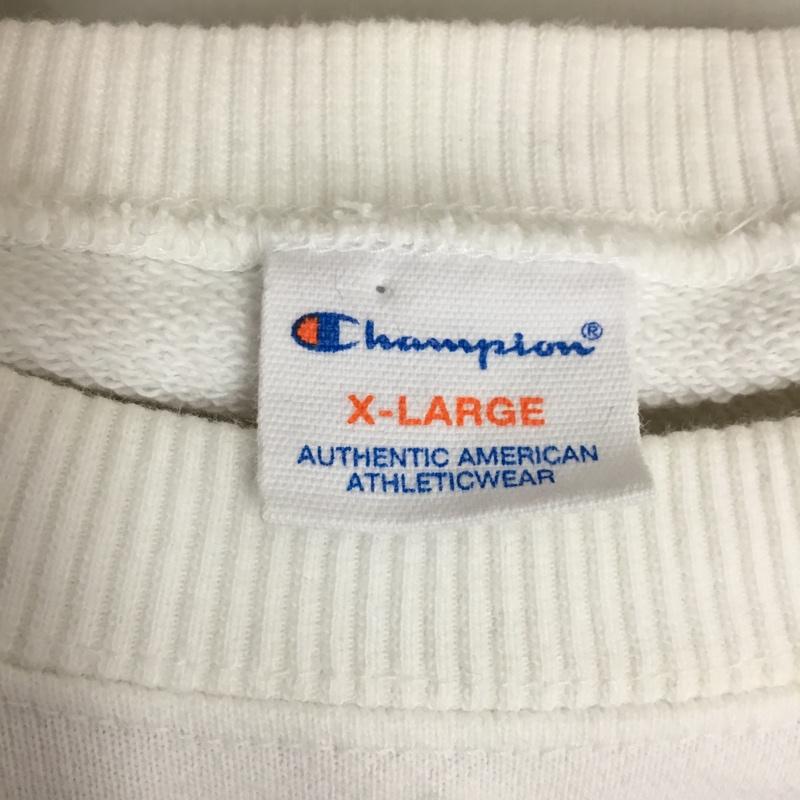 Champion®
X-LARGE
AUTHENTIC AMERICAN
ATHLETICWEAR